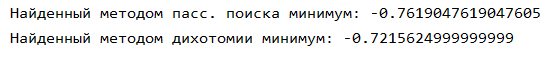 Найденный методом пасс. поиска минимум: -0.7619047619047605
Найденный методом дихотомии минимум: -0.7215624999999999